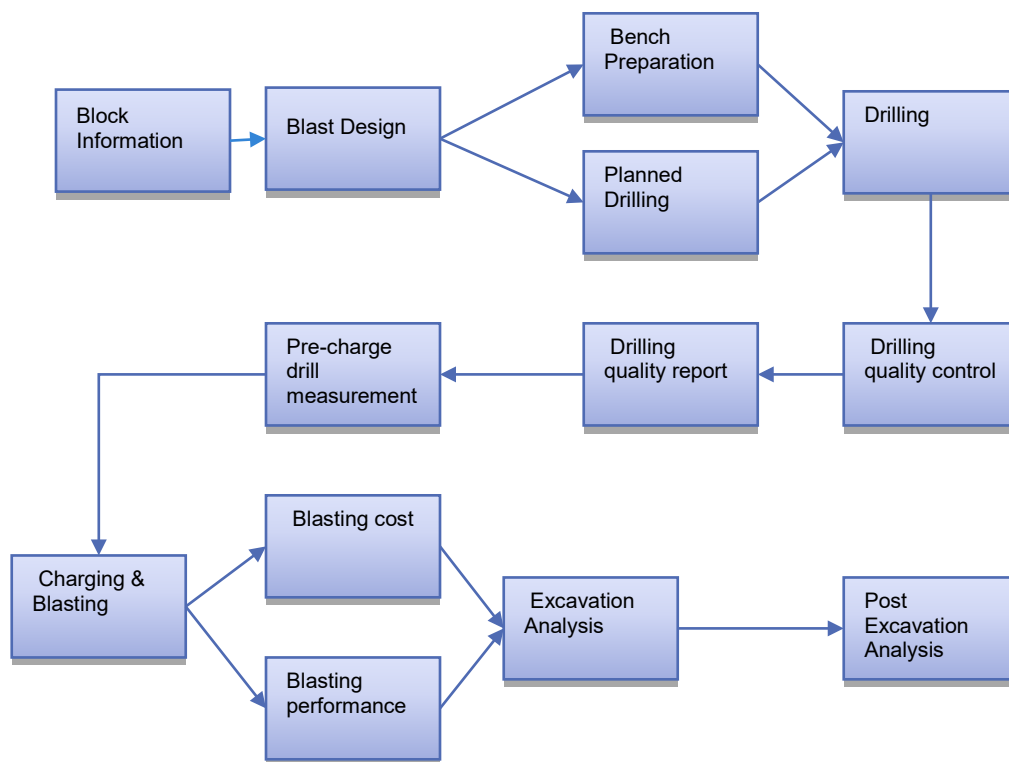 Block
Information
Blast Design
Bench
Preparation
Planned
Drilling
Drilling
Drilling
quality control
Drilling
quality report
Pre-charge
drill
measurement
Charging &
Blasting
Blasting cost
Blasting
performance
Excavation
Analysis
Post
Excavation
Analysis